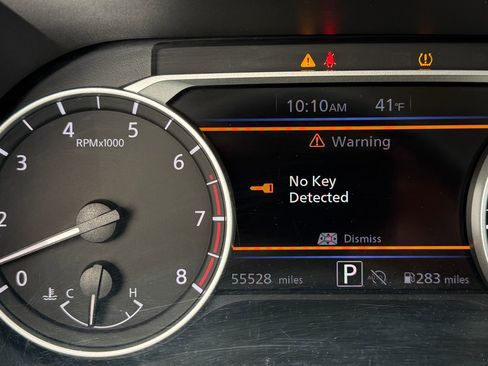 10:10AM 41°F
Warning
No Key
Detected
Dismiss
55528 miles P 283 miles
0
2
3
4
5
6
7
8
RPMx1000
C H